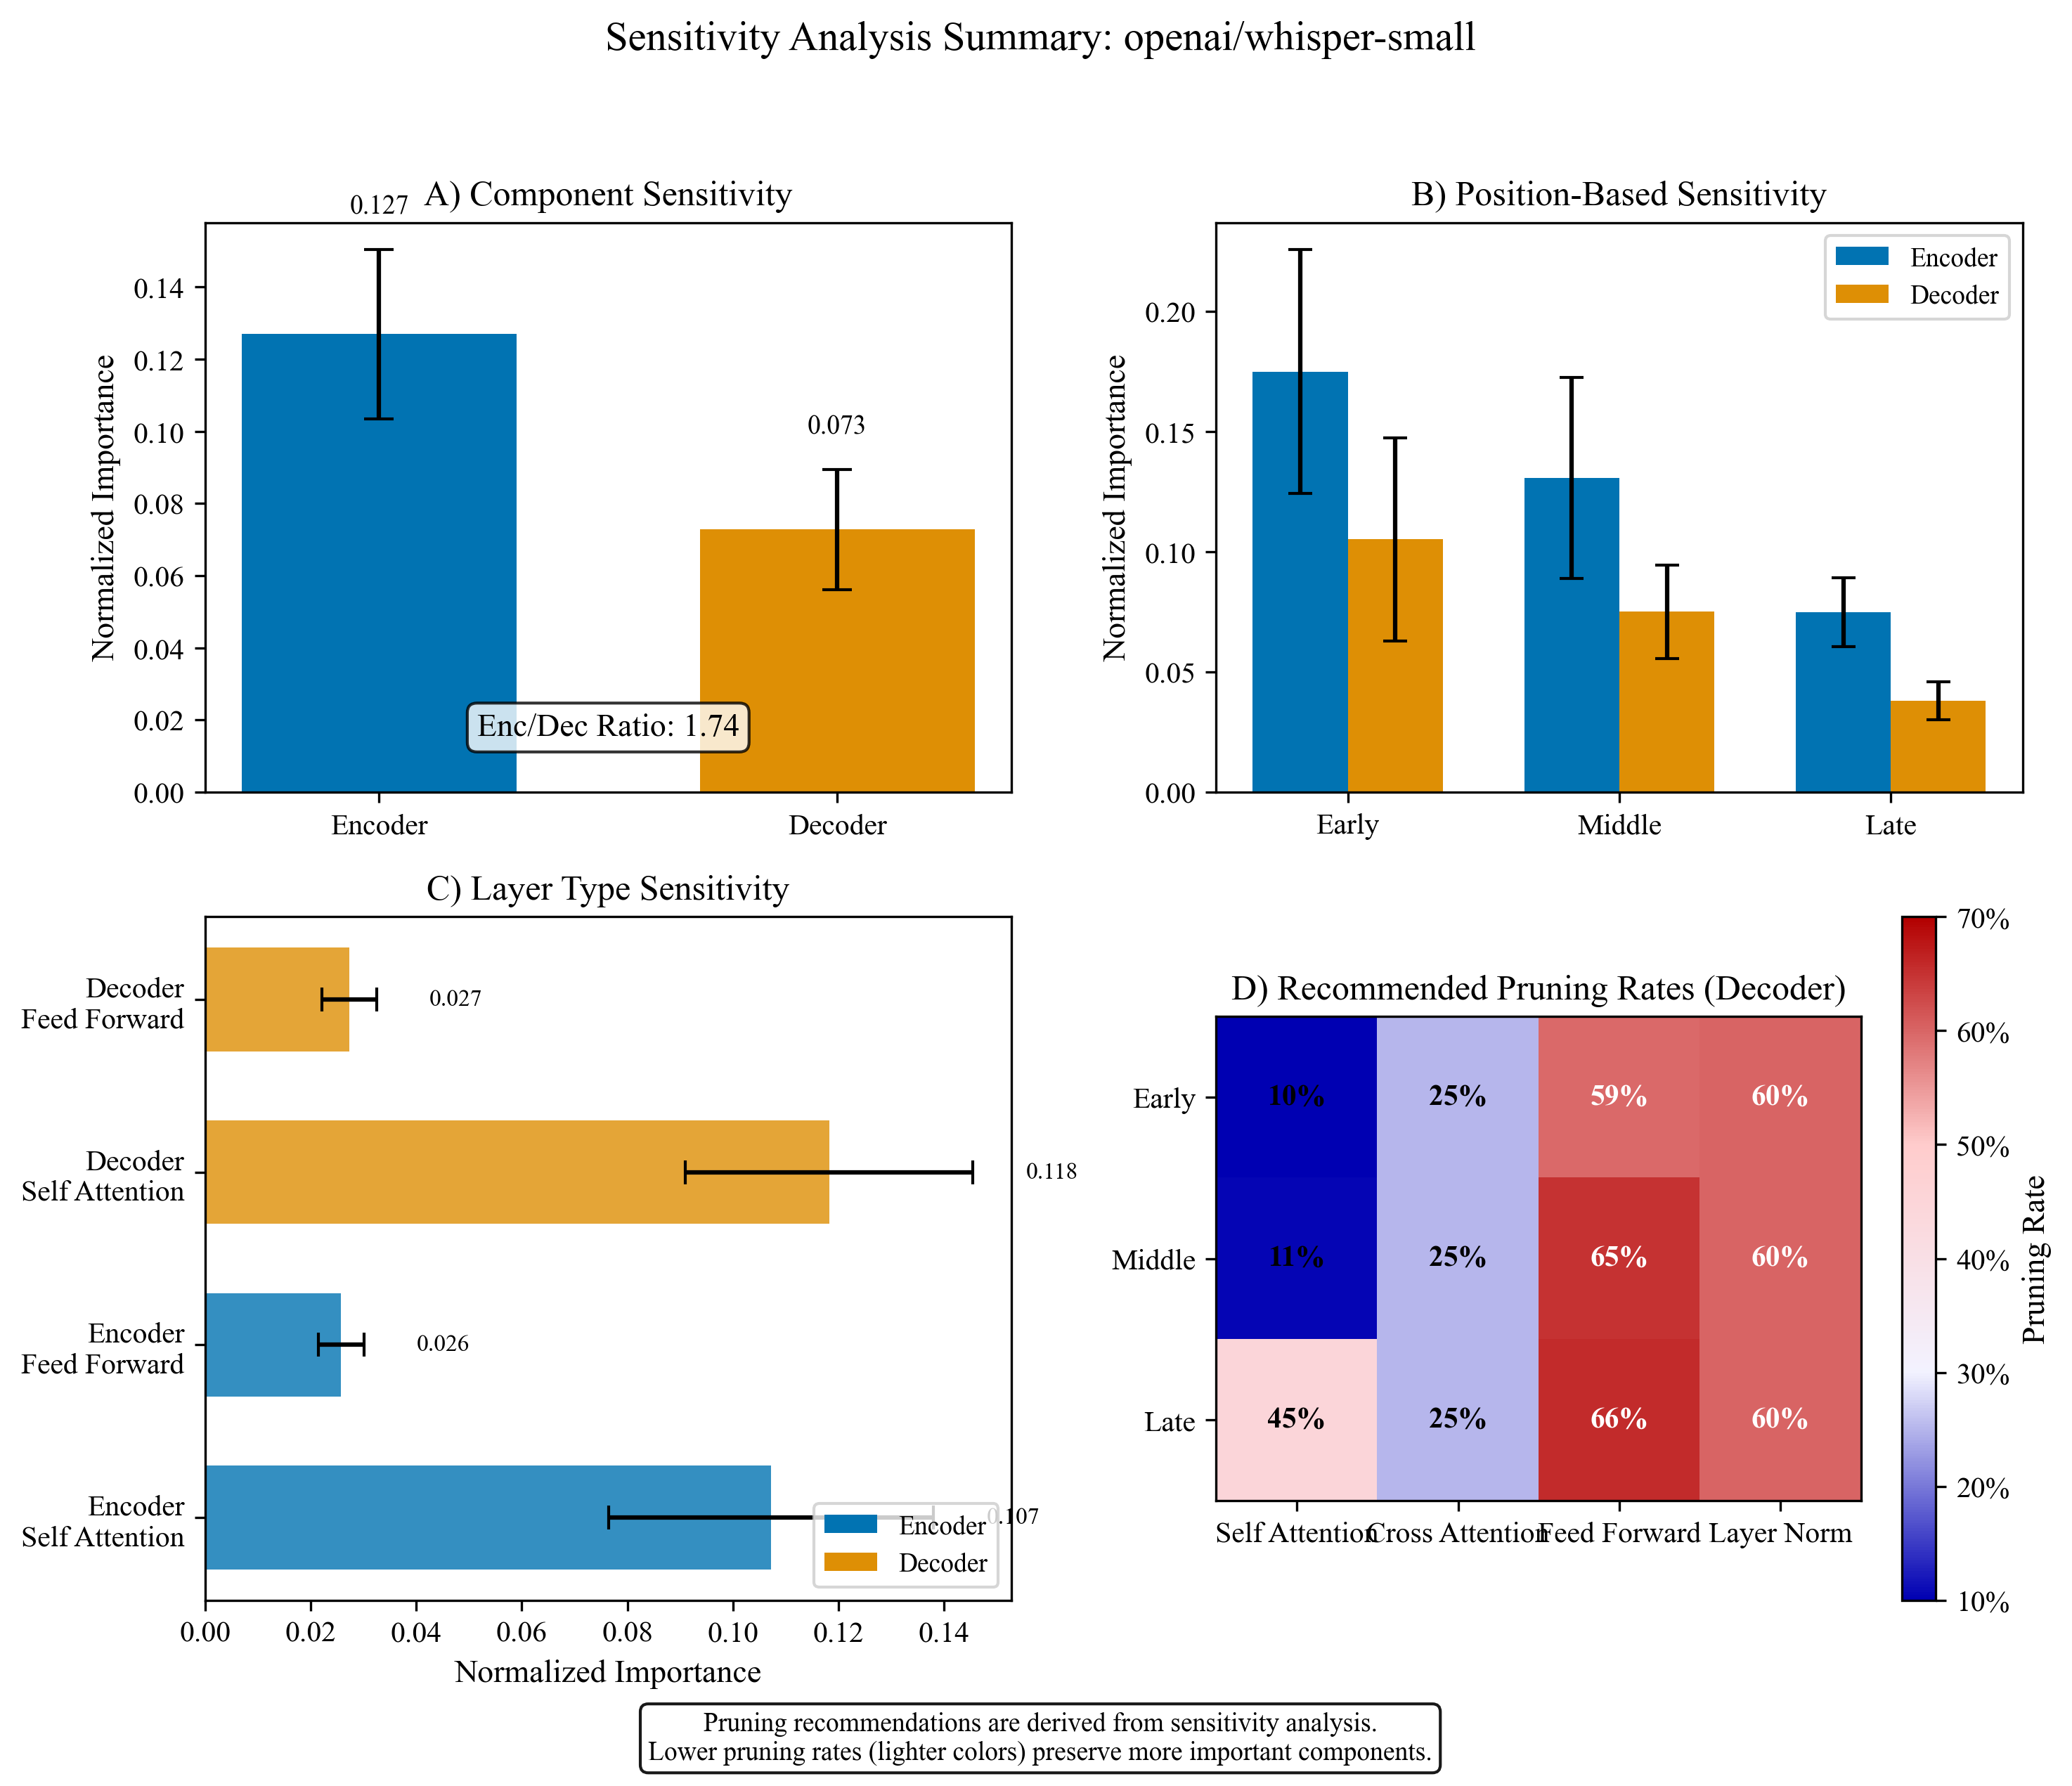 Sensitivity Analysis Summary: openai/whisper-small
A) Component Sensitivity
0.127
0.073
Normalized Importance
0.14
0.12
0.10
0.08
0.06
0.04
0.02
0.00
Enc/Dec Ratio: 1.74
Encoder
Decoder
B) Position-Based Sensitivity
Encoder
Decoder
Normalized Importance
0.20
0.15
0.10
0.05
0.00
Early
Middle
Late
C) Layer Type Sensitivity
Decoder
Feed Forward
0.027
Decoder
Self Attention
0.118
Encoder
Feed Forward
0.026
Encoder
Self Attention
0.107
Encoder
Decoder
0.00
0.02
0.04
0.06
0.08
0.10
0.12
0.14
Normalized Importance
D) Recommended Pruning Rates (Decoder)
Early
10%
25%
59%
60%
Middle
11%
25%
65%
60%
Late
45%
25%
66%
60%
Self Attention
Cross Attention
Feed Forward
Layer Norm
70%
60%
50%
40%
30%
20%
10%
Pruning Rate
Pruning recommendations are derived from sensitivity analysis.
Lower pruning rates (lighter colors) preserve more important components.